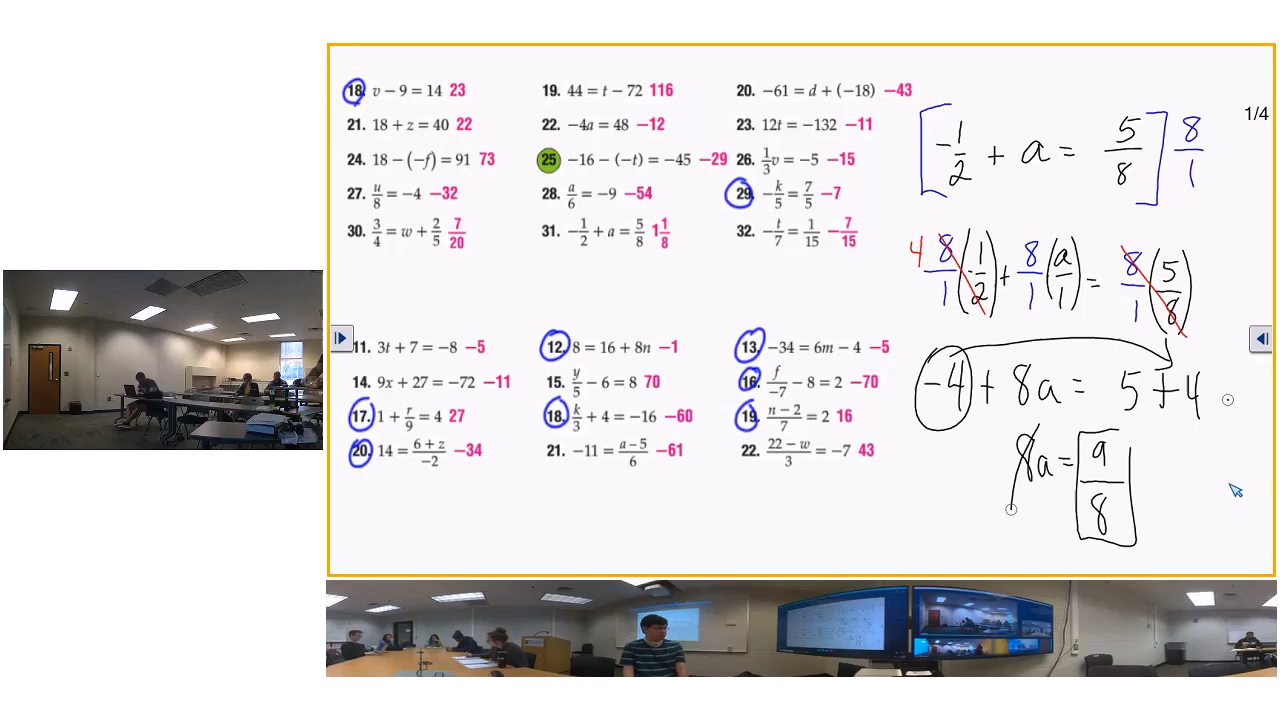 18. v − 9 = 14 23 19. 44 = t − 72 116 20. −61 = d + (−18) −43
21. 18 + z = 40 22 22. −4a = 48 −12 23. 12t = −132 −11
24. 18 − (−f) = 91 73 25 −16 − (−t) = −45 −29 26. 1/3 v = −5 −15
27. u/8 = −4 −32 28. a/6 = −9 −54 29. −k/5 = 7/5 −7
30. 3/4 = w + 2/5 7/20 31. −1/2 + a = 5/8 1 1/8 32. −t/7 = 1/15 −7/15
11. 3t + 7 = −8 −5 12. 8 = 16 + 8n −1 13. −34 = 6m − 4 −5
14. 9x + 27 = −72 −11 15. y/5 − 6 = 8 70 16. f/−7 − 8 = 2 −70
17. 1 + r/9 = 4 27 18. k/3 + 4 = −16 −60 19. n − 2/7 = 2 16
20. 14 = 6 + z/−2 −34 21. −11 = a − 5/6 −61 22. 22 − w/3 = −7 43
1/4
[−1/2 + a = 5/8] 8/1
4 8/1 (−1/2) + 8/1 (a/1) = 8/1 (5/8)
−4 + 8a = 5 + 4
8a = 9/8